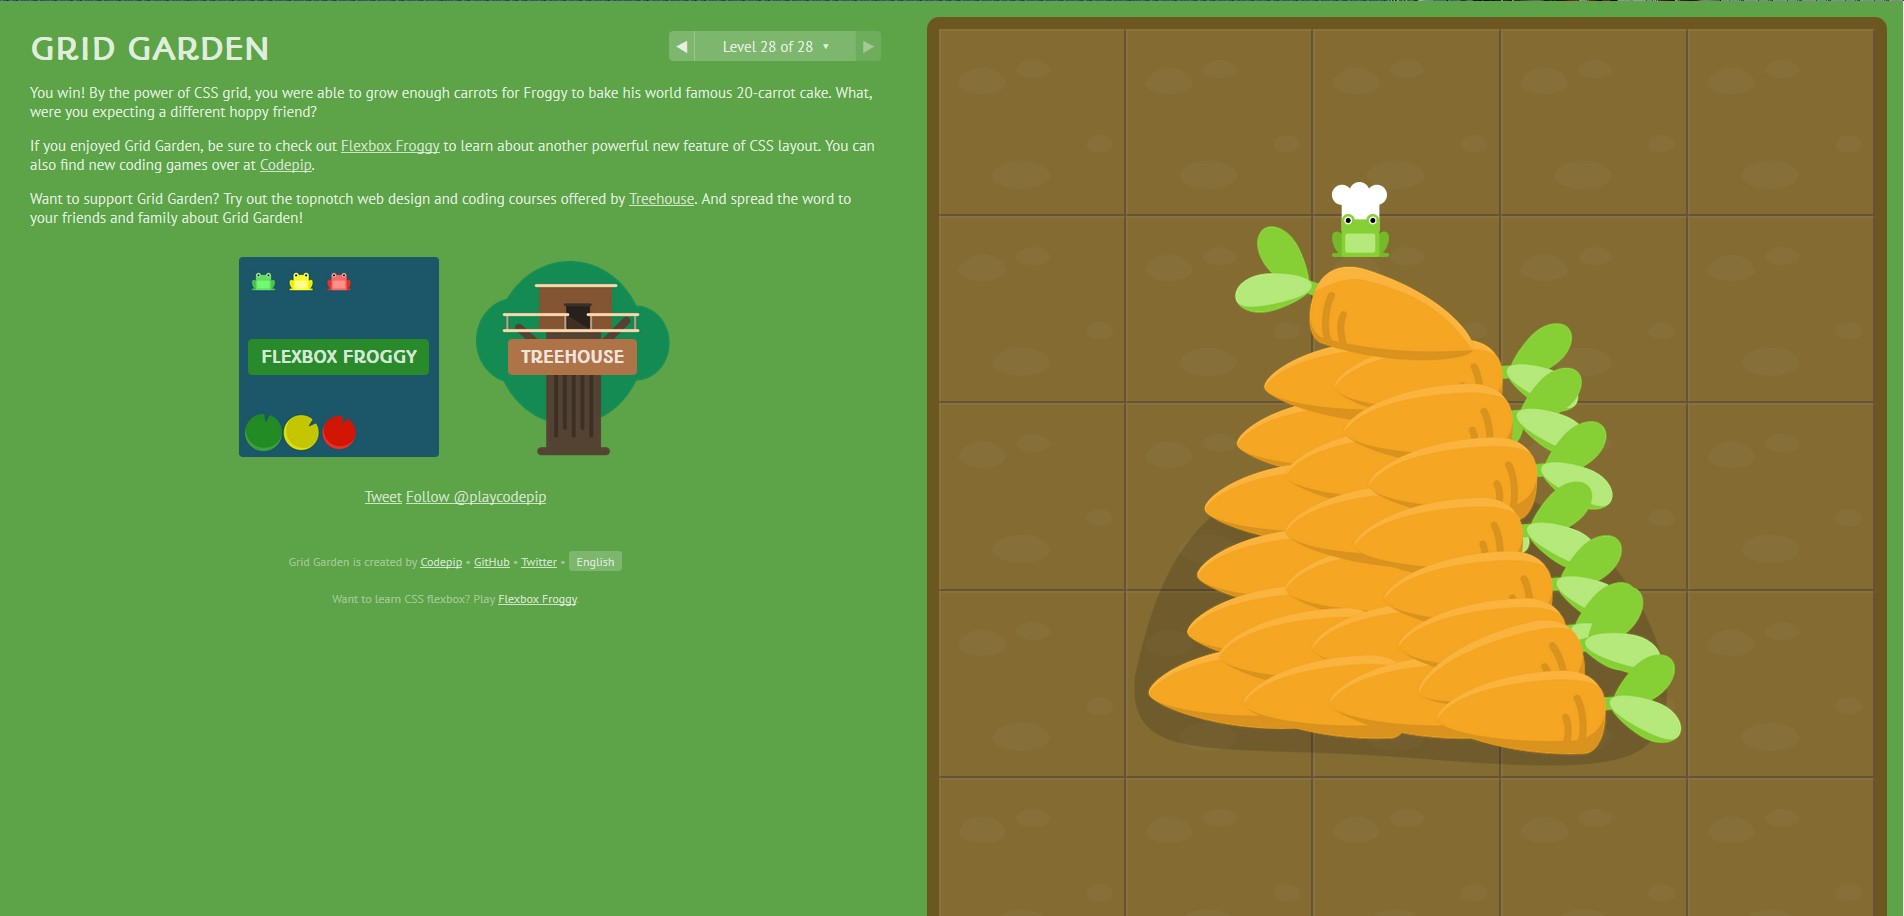 GRID GARDEN
◀ Level 28 of 28 ▼ ▶
You win! By the power of CSS grid, you were able to grow enough carrots for Froggy to bake his world famous 20-carrot cake. What,
were you expecting a different hoppy friend?
If you enjoyed Grid Garden, be sure to check out Flexbox Froggy to learn about another powerful new feature of CSS layout. You can
also find new coding games over at Codepip.
Want to support Grid Garden? Try out the topnotch web design and coding courses offered by Treehouse. And spread the word to
your friends and family about Grid Garden!
FLEXBOX FROGGY
TREEHOUSE
Tweet Follow @playcodepip
Grid Garden is created by Codepip • GitHub • Twitter • English
Want to learn CSS flexbox? Play Flexbox Froggy.